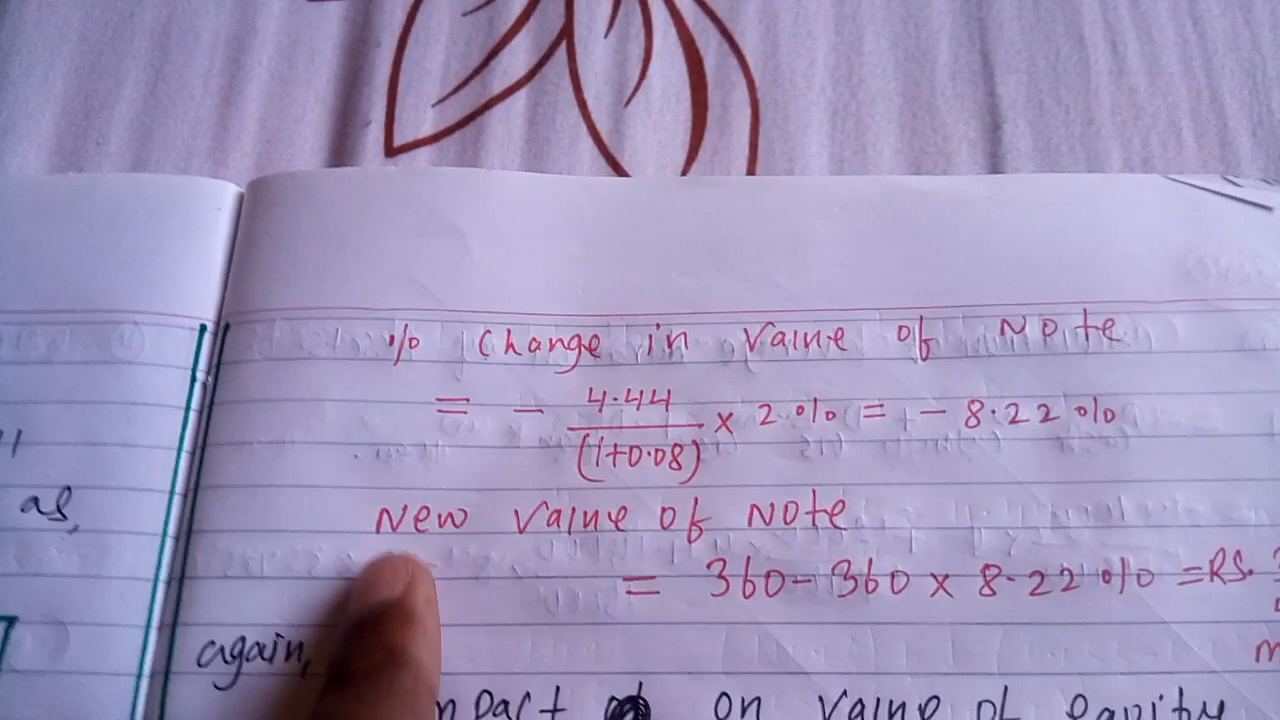 % Change in Value of Note
= - 4.44/(1+0.08) × 2% = - 8.22%
as,
New Value of Note
= 360 - 360 × 8.22% = RS.
again,
on Value of Equity